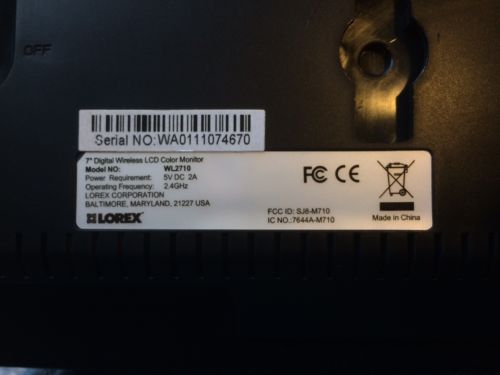 OFF
Serial NO:WA0111074670
7" Digital Wireless LCD Color Monitor
Model NO: WL2710
Power Requirement: 5V DC 2A
Operating Frequency: 2.4GHz
LOREX CORPORATION
BALTIMORE, MARYLAND, 21227 USA
LOREX
FC CE
FCC ID: SJ8-M710
IC NO.:7644A-M710
Made in China